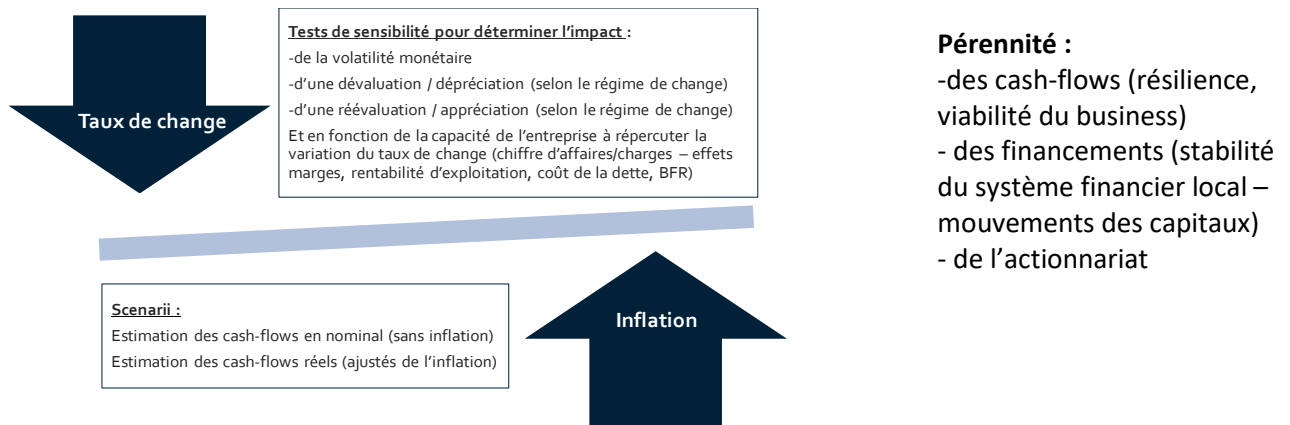 Taux de change
Tests de sensibilité pour déterminer l’impact :
-de la volatilité monétaire
-d’une dévaluation / dépréciation (selon le régime de change)
-d’une réévaluation / appréciation (selon le régime de change)
Et en fonction de la capacité de l’entreprise à répercuter la
variation du taux de change (chiffre d’affaires/charges – effets
marges, rentabilité d’exploitation, coût de la dette, BFR)
Scenarii :
Estimation des cash-flows en nominal (sans inflation)
Estimation des cash-flows réels (ajustés de l’inflation)
Inflation
Pérennité :
-des cash-flows (résilience,
viabilité du business)
- des financements (stabilité
du système financier local –
mouvements des capitaux)
- de l’actionnariat